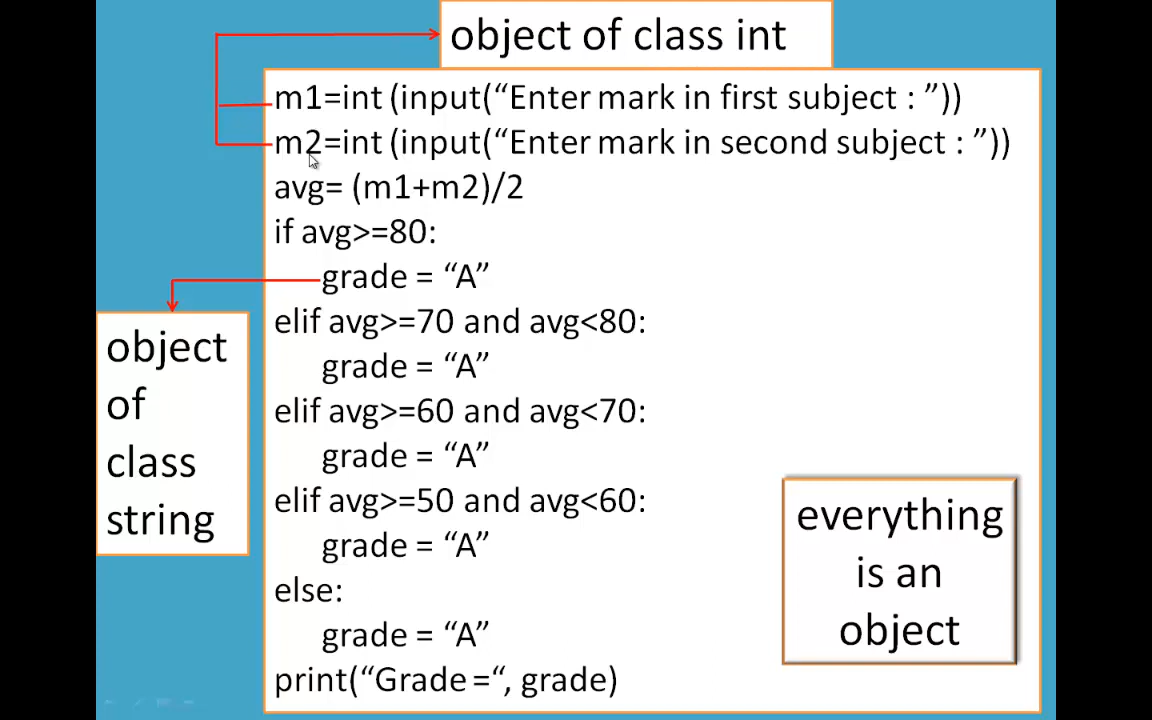 object of class int
m1=int (input(“Enter mark in first subject : ”))
m2=int (input(“Enter mark in second subject : ”))
avg= (m1+m2)/2
if avg>=80:
grade = “A”
elif avg>=70 and avg<80:
grade = “A”
elif avg>=60 and avg<70:
grade = “A”
elif avg>=50 and avg<60:
grade = “A”
else:
grade = “A”
print(“Grade =“, grade)
object
of
class
string
everything
is an
object